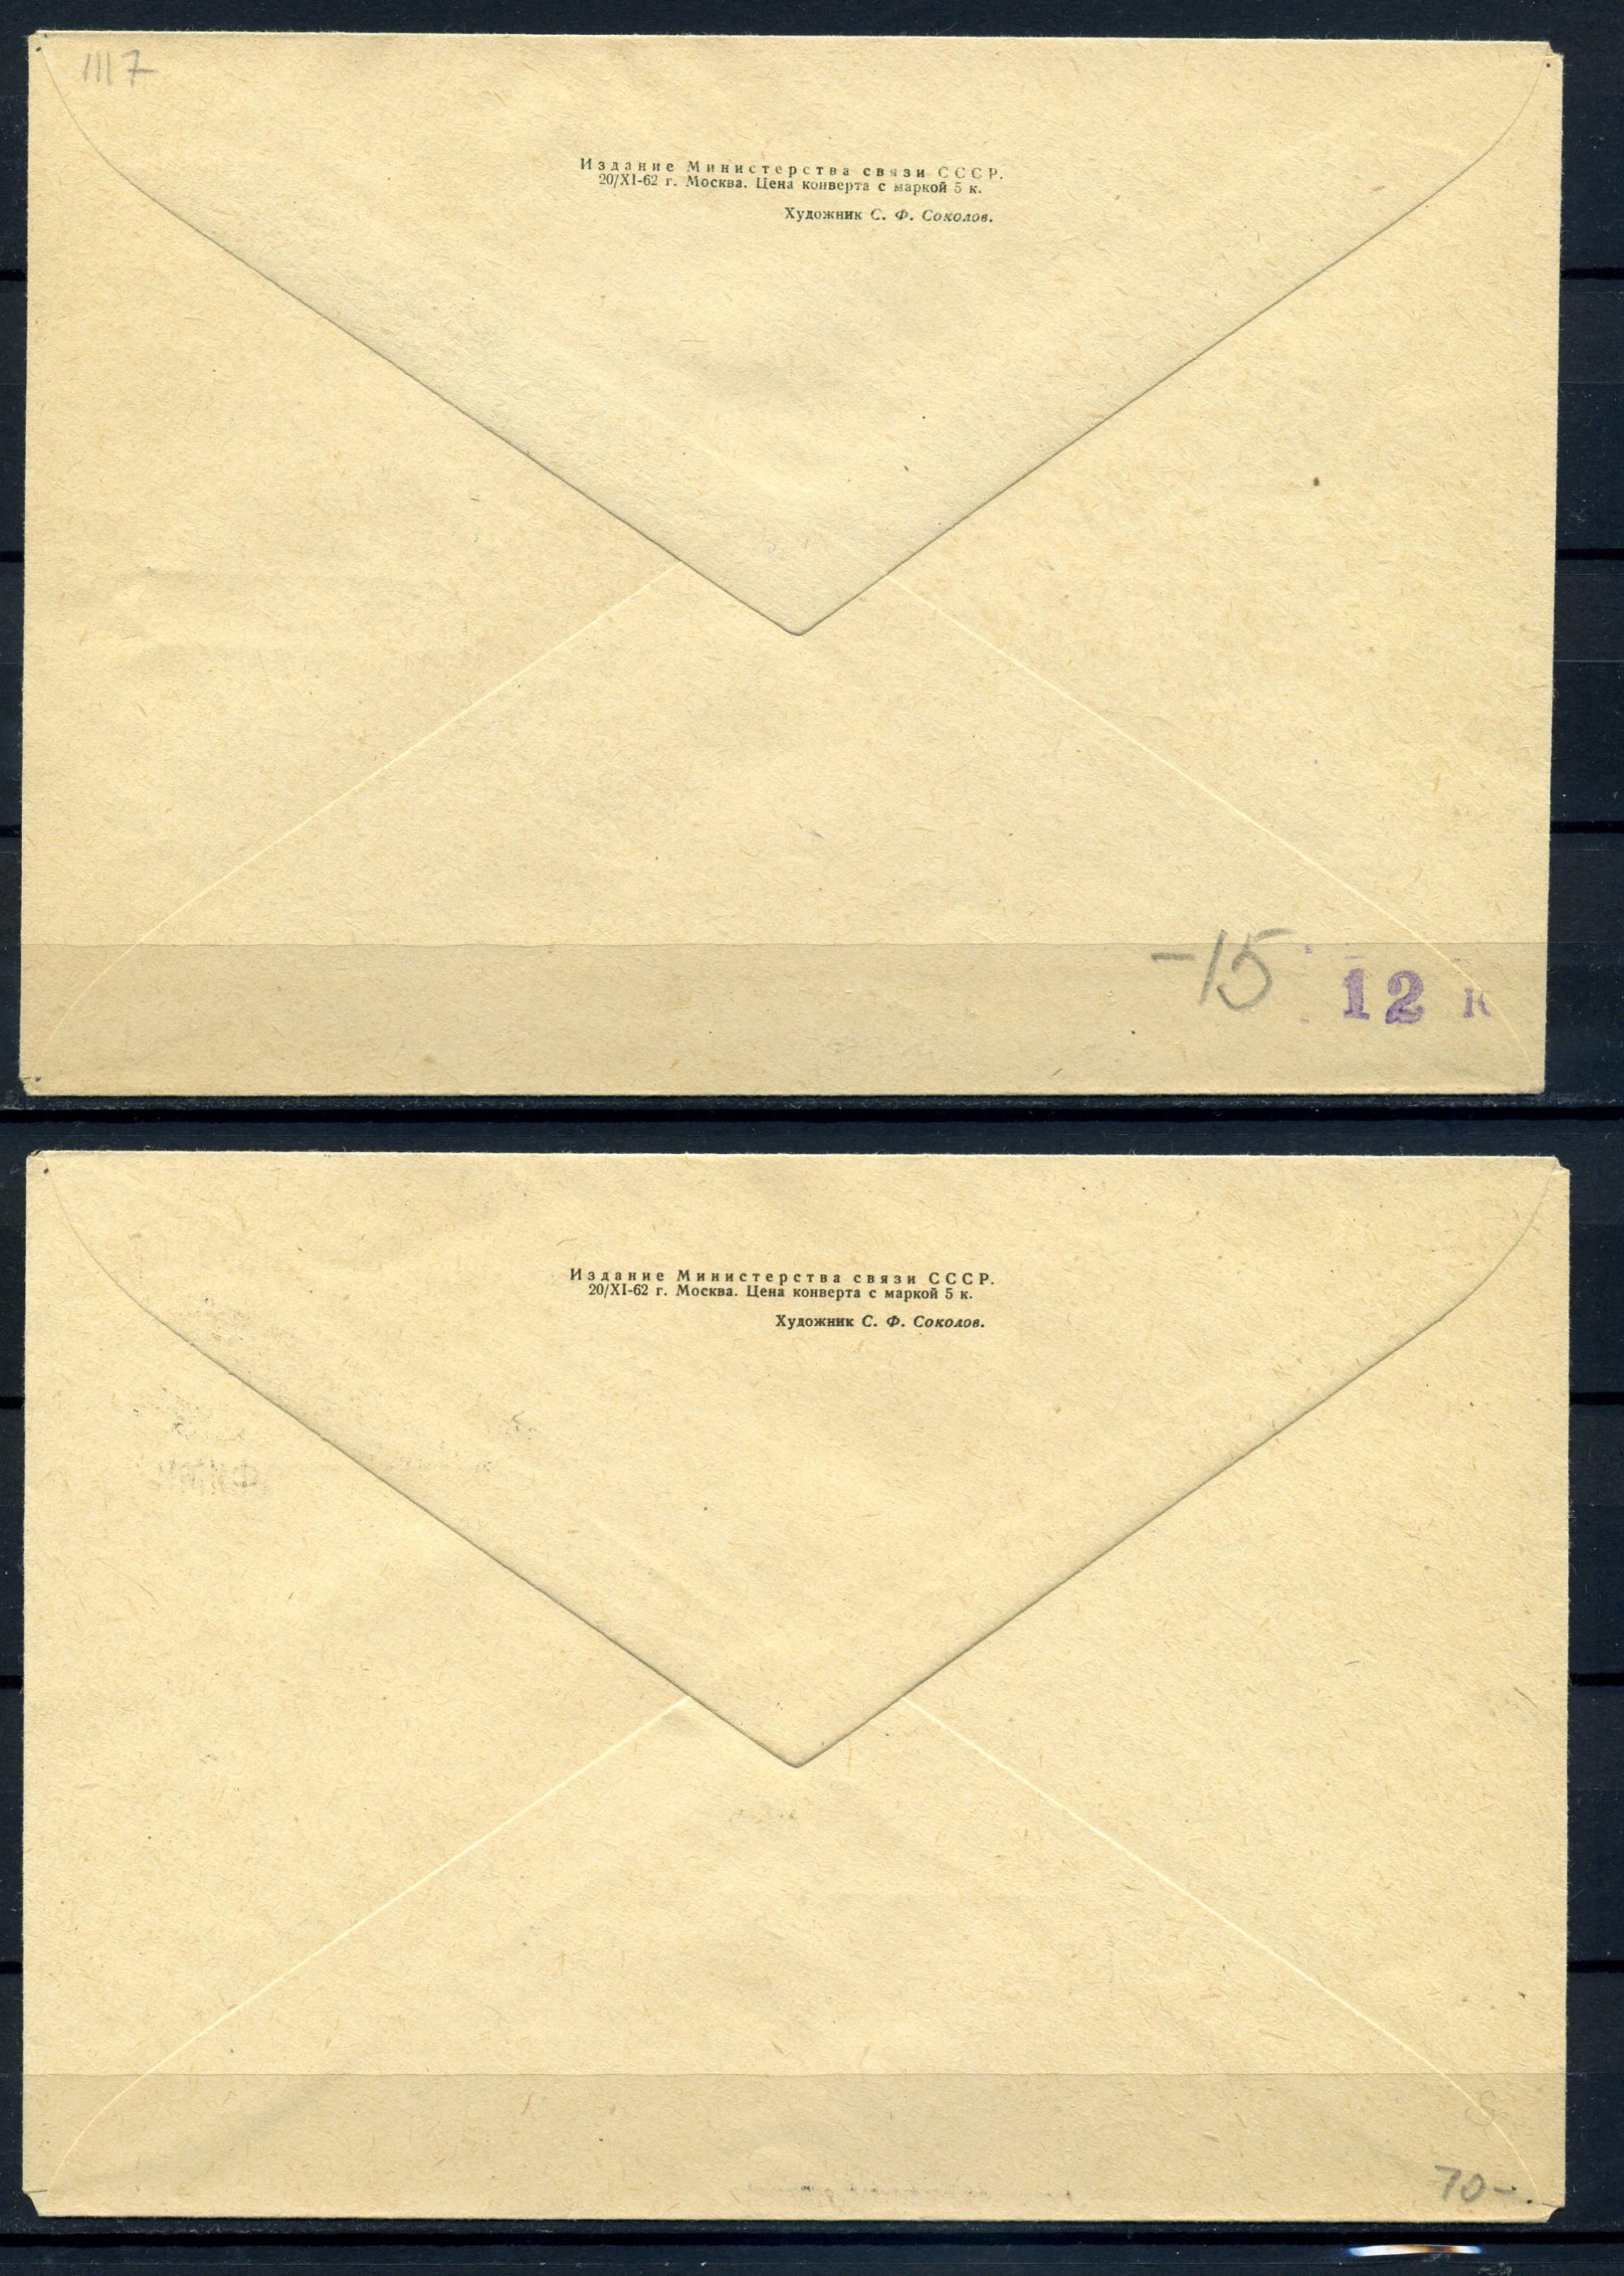 1117
Издание Министерства связи СССР.
20/XI-62 г. Москва. Цена конверта с маркой 5 к.
Художник С. Ф. Соколов.
-15 12 к
Издание Министерства связи СССР.
20/XI-62 г. Москва. Цена конверта с маркой 5 к.
Художник С. Ф. Соколов.
70-.